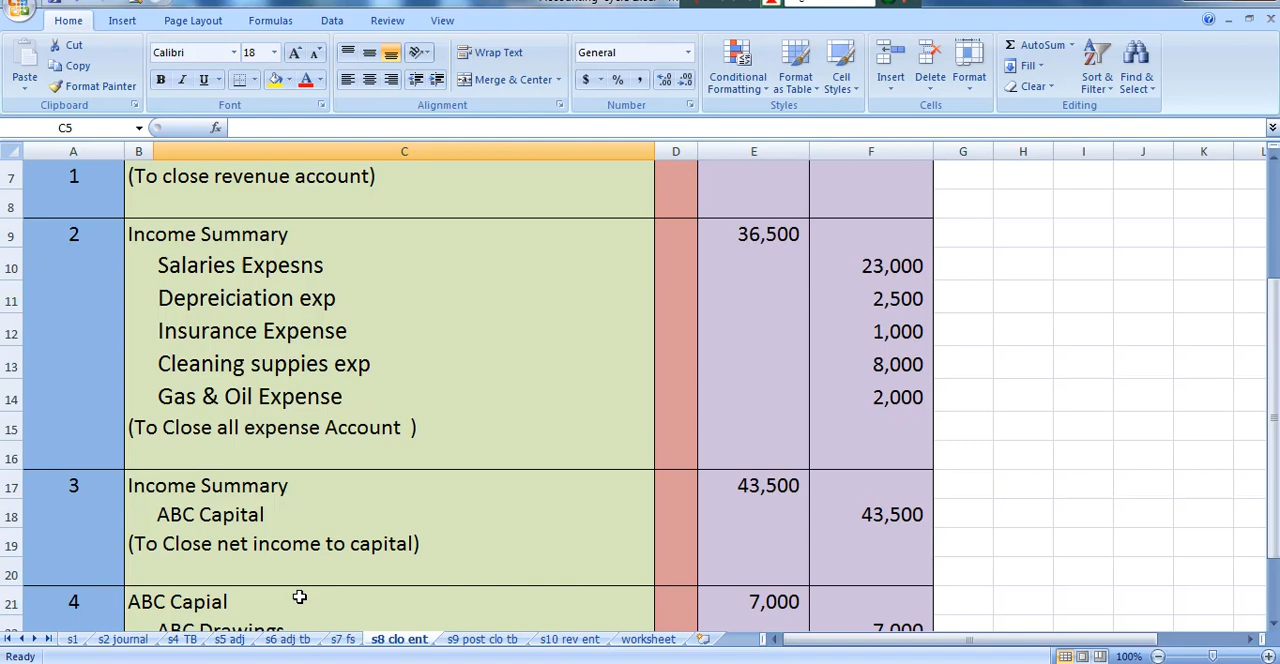 Home Insert Page Layout Formulas Data Review View
Cut
Copy
Format Painter
Paste
Clipboard
Calibri 18
B I U
Font
Wrap Text
Merge & Center
Alignment
General
$ % ,
Number
Conditional Formatting
Format as Table
Cell Styles
Styles
Insert Delete Format
Cells
Σ AutoSum
Fill
Clear
Sort & Filter
Find & Select
Editing
C5 fx
A B C D E F G H I J K L
7 1 (To close revenue account)
8
9 2 Income Summary 36,500
10 Salaries Expesns 23,000
11 Depreiciation exp 2,500
12 Insurance Expense 1,000
13 Cleaning suppies exp 8,000
14 Gas & Oil Expense 2,000
15 (To Close all expense Account )
16
17 3 Income Summary 43,500
18 ABC Capital 43,500
19 (To Close net income to capital)
20
21 4 ABC Capial 7,000
ABC Drawings 7,000
s1 s2 journal s4 TB s5 adj s6 adj tb s7 fs s8 clo ent s9 post clo tb s10 rev ent worksheet
Ready 100%